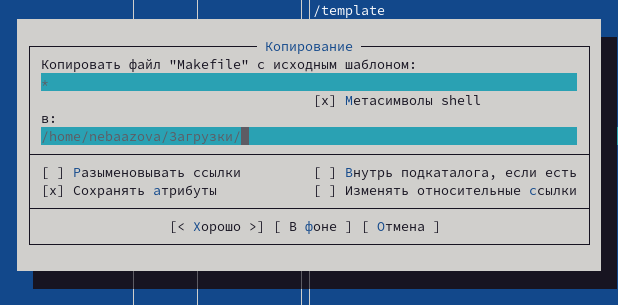 /template
Копирование
Копировать файл "Makefile" с исходным шаблоном:
*
[x] Метасимволы shell
в:
/home/nebaazova/Загрузки/
[ ] Разыменовывать ссылки [ ] Внутрь подкаталога, если есть
[x] Сохранять атрибуты [ ] Изменять относительные ссылки
[< Хорошо >] [ В фоне ] [ Отмена ]